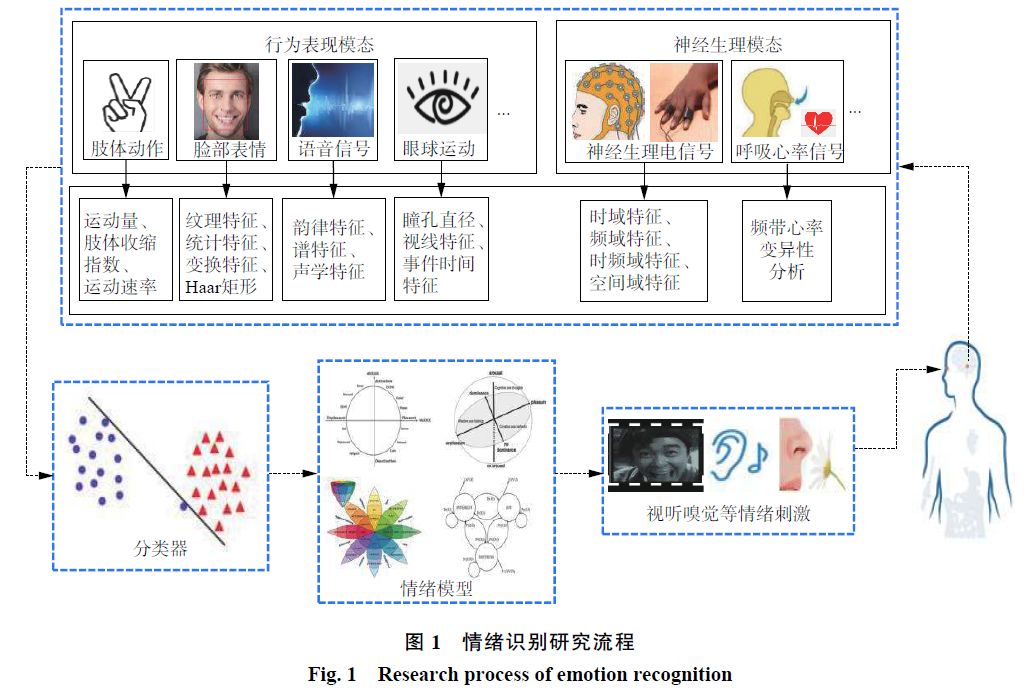 行为表现模态
神经生理模态
肢体动作
脸部表情
语音信号
眼球运动
...
神经生理电信号
呼吸心率信号
...
运动量、
肢体收缩
指数、
运动速率
纹理特征、
统计特征、
变换特征、
Haar矩形
韵律特征、
谱特征、
声学特征
瞳孔直径、
视线特征、
事件时间
特征
时域特征、
频域特征、
时频域特征、
空间域特征
频带心率
变异性
分析
分类器
dominance
pleasure
dominance
情绪模型
视听嗅觉等情绪刺激
图 1 情绪识别研究流程
Fig. 1 Research process of emotion recognition